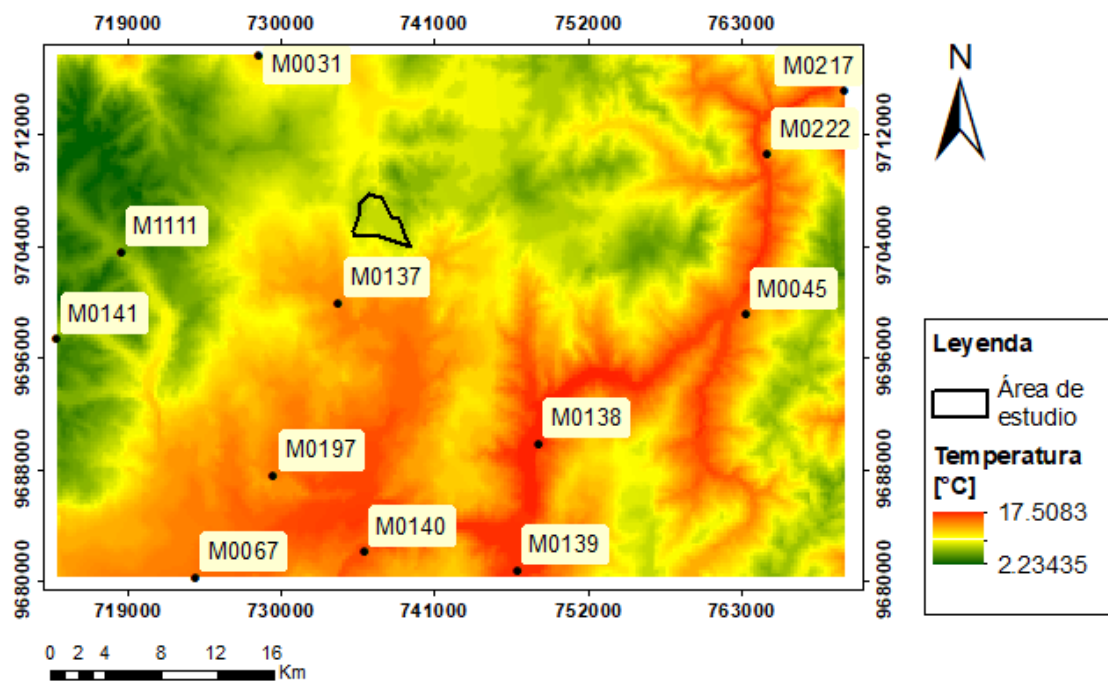 719000 730000 741000 752000 763000
M0031
M0217
N
9712000
M0222
9712000
M1111
9704000
9704000
M0137
M0141
M0045
9696000
9696000
Leyenda
Área de
estudio
M0138
M0197
Temperatura
[°C]
9688000
9688000
17.5083
M0140
M0139
M0067
2.23435
9680000
9680000
719000 730000 741000 752000 763000
0 2 4 8 12 16
Km